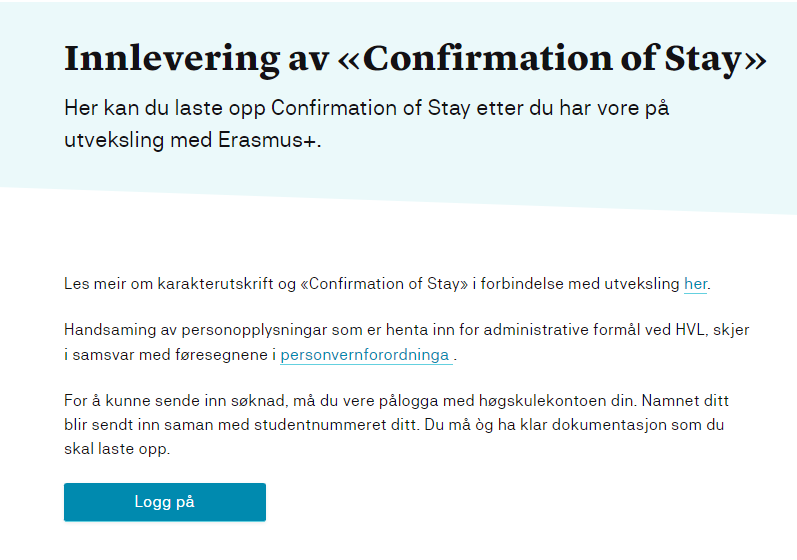 Innlevering av «Confirmation of Stay»
Her kan du laste opp Confirmation of Stay etter du har vore på
utveksling med Erasmus+.
Les meir om karakterutskrift og «Confirmation of Stay» i forbindelse med utveksling her.
Handsaming av personopplysningar som er henta inn for administrative formål ved HVL, skjer
i samsvar med føresegnene i personvernforordninga .
For å kunne sende inn søknad, må du vere pålogga med høgskulekontoen din. Namnet ditt
blir sendt inn saman med studentnummeret ditt. Du må òg ha klar dokumentasjon som du
skal laste opp.
Logg på